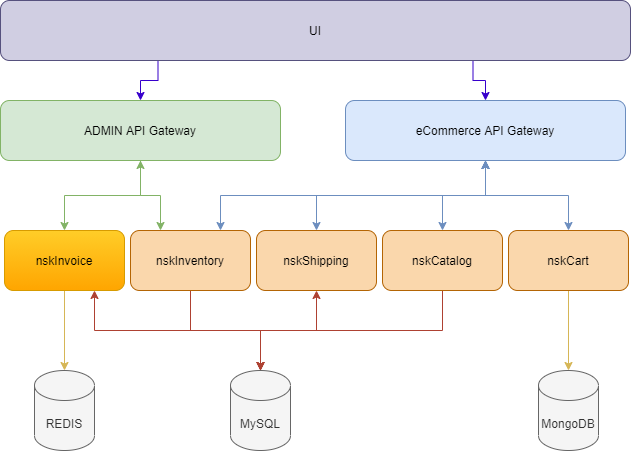 UI
ADMIN API Gateway
eCommerce API Gateway
nskInvoice
nskInventory
nskShipping
nskCatalog
nskCart
REDIS
MySQL
MongoDB